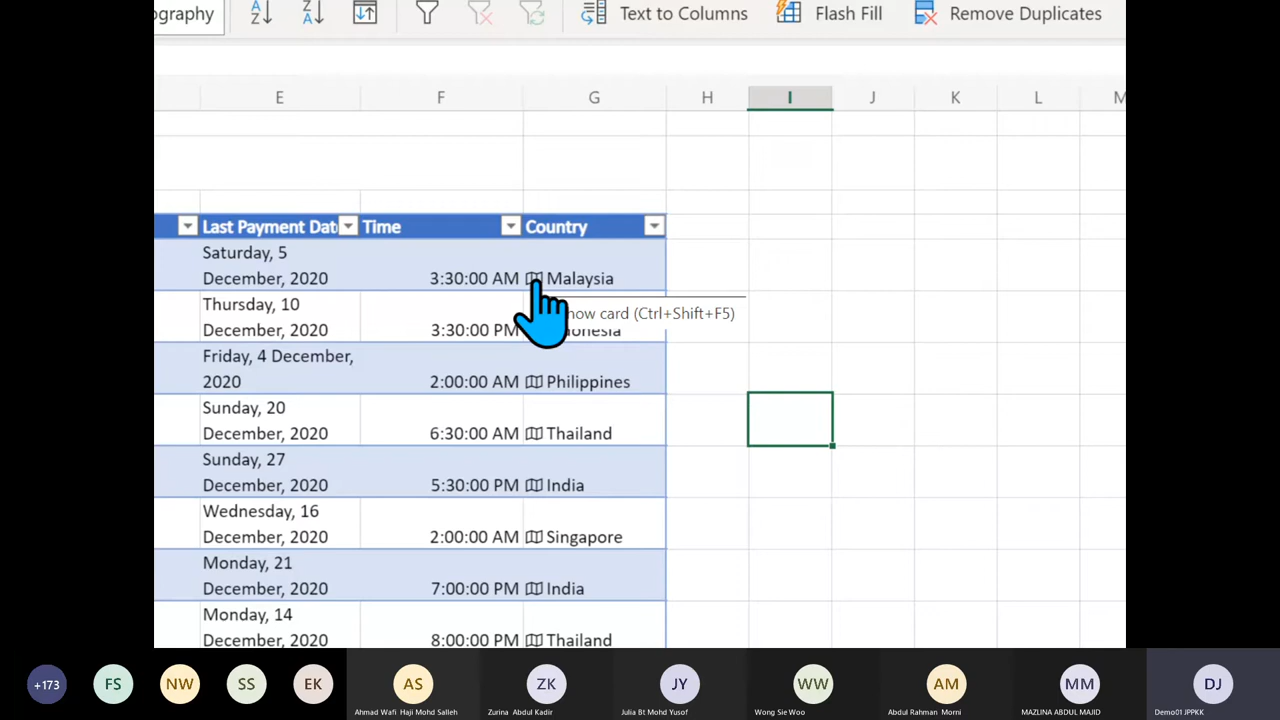 ography
Text to Columns
Flash Fill
Remove Duplicates
E F G H I J K L M
Last Payment Dat Time Country
Saturday, 5
December, 2020 3:30:00 AM Malaysia
how card (Ctrl+Shift+F5)
Thursday, 10
December, 2020 3:30:00 PM onesia
Friday, 4 December,
2020 2:00:00 AM Philippines
Sunday, 20
December, 2020 6:30:00 AM Thailand
Sunday, 27
December, 2020 5:30:00 PM India
Wednesday, 16
December, 2020 2:00:00 AM Singapore
Monday, 21
December, 2020 7:00:00 PM India
Monday, 14
December, 2020 8:00:00 PM Thailand
+173 FS NW SS EK AS ZK JY WW AM MM DJ
Ahmad Wafi Haji Mohd Salleh
Zurina Abdul Kadir
Julia Bt Mohd Yusof
Wong Sie Woo
Abdul Rahman Morni
MAZLINA ABDUL MAJID
Demo01 JPPKK